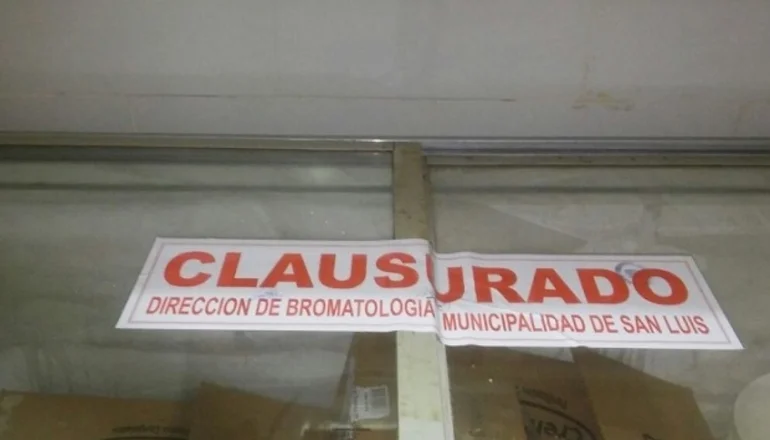 CLAUSURADO
DIRECCION DE BROMATOLOGIA MUNICIPALIDAD DE SAN LUIS